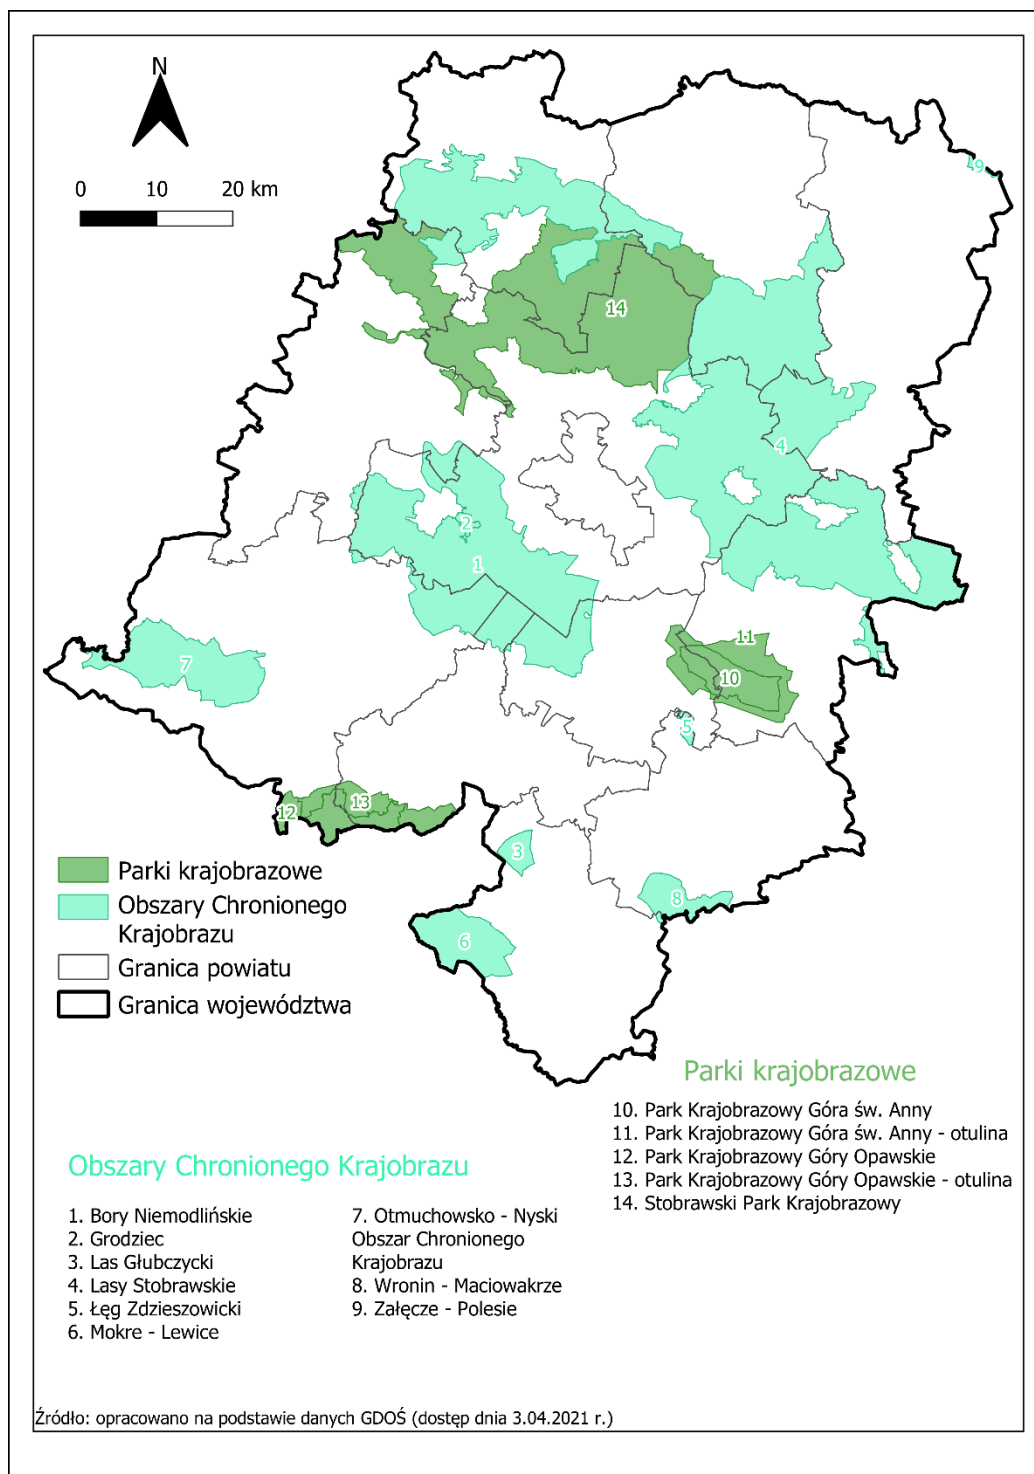 N
0 10 20 km
9
14
4
2
1
11
7
10
5
13
12
3
8
6
Parki krajobrazowe
Obszary Chronionego
Krajobrazu
Granica powiatu
Granica województwa
Parki krajobrazowe
10. Park Krajobrazowy Góra św. Anny
11. Park Krajobrazowy Góra św. Anny - otulina
12. Park Krajobrazowy Góry Opawskie
13. Park Krajobrazowy Góry Opawskie - otulina
14. Stobrawski Park Krajobrazowy
Obszary Chronionego Krajobrazu
1. Bory Niemodlińskie
2. Grodziec
3. Las Głubczycki
4. Lasy Stobrawskie
5. Łęg Zdzieszowicki
6. Mokre - Lewice
7. Otmuchowsko - Nyski
Obszar Chronionego
Krajobrazu
8. Wronin - Maciowakrze
9. Załęcze - Polesie
Źródło: opracowano na podstawie danych GDOŚ (dostęp dnia 3.04.2021 r.)